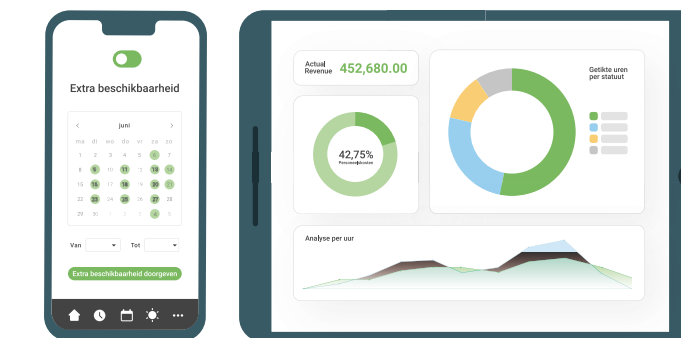 Extra beschikbaarheid
juni
ma di wo do vr zo zo
1 2 3 4 5 6 7
8 9 10 11 12 13 14
15 16 17 18 19 20 21
22 23 24 25 26 27 28
29 30 1 2 3 4 5
Van Tot
Extra beschikbaarheid doorgeven
Actual
Revenue
452,680.00
42,75%
Personeelskosten
Getikte uren
per statuut
Analyse per uur